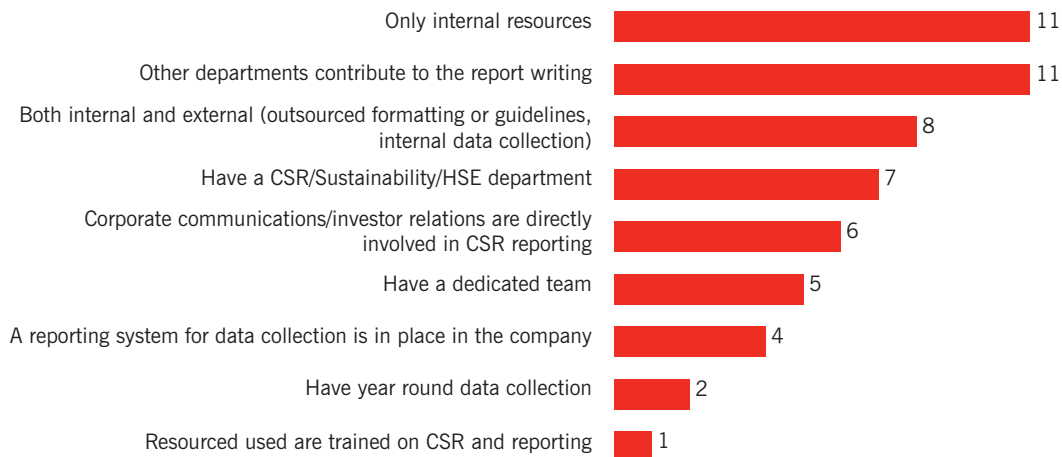 Only internal resources
11
Other departments contribute to the report writing
11
Both internal and external (outsourced formatting or guidelines,
internal data collection)
8
Have a CSR/Sustainability/HSE department
7
Corporate communications/investor relations are directly
involved in CSR reporting
6
Have a dedicated team
5
A reporting system for data collection is in place in the company
4
Have year round data collection
2
Resourced used are trained on CSR and reporting
1